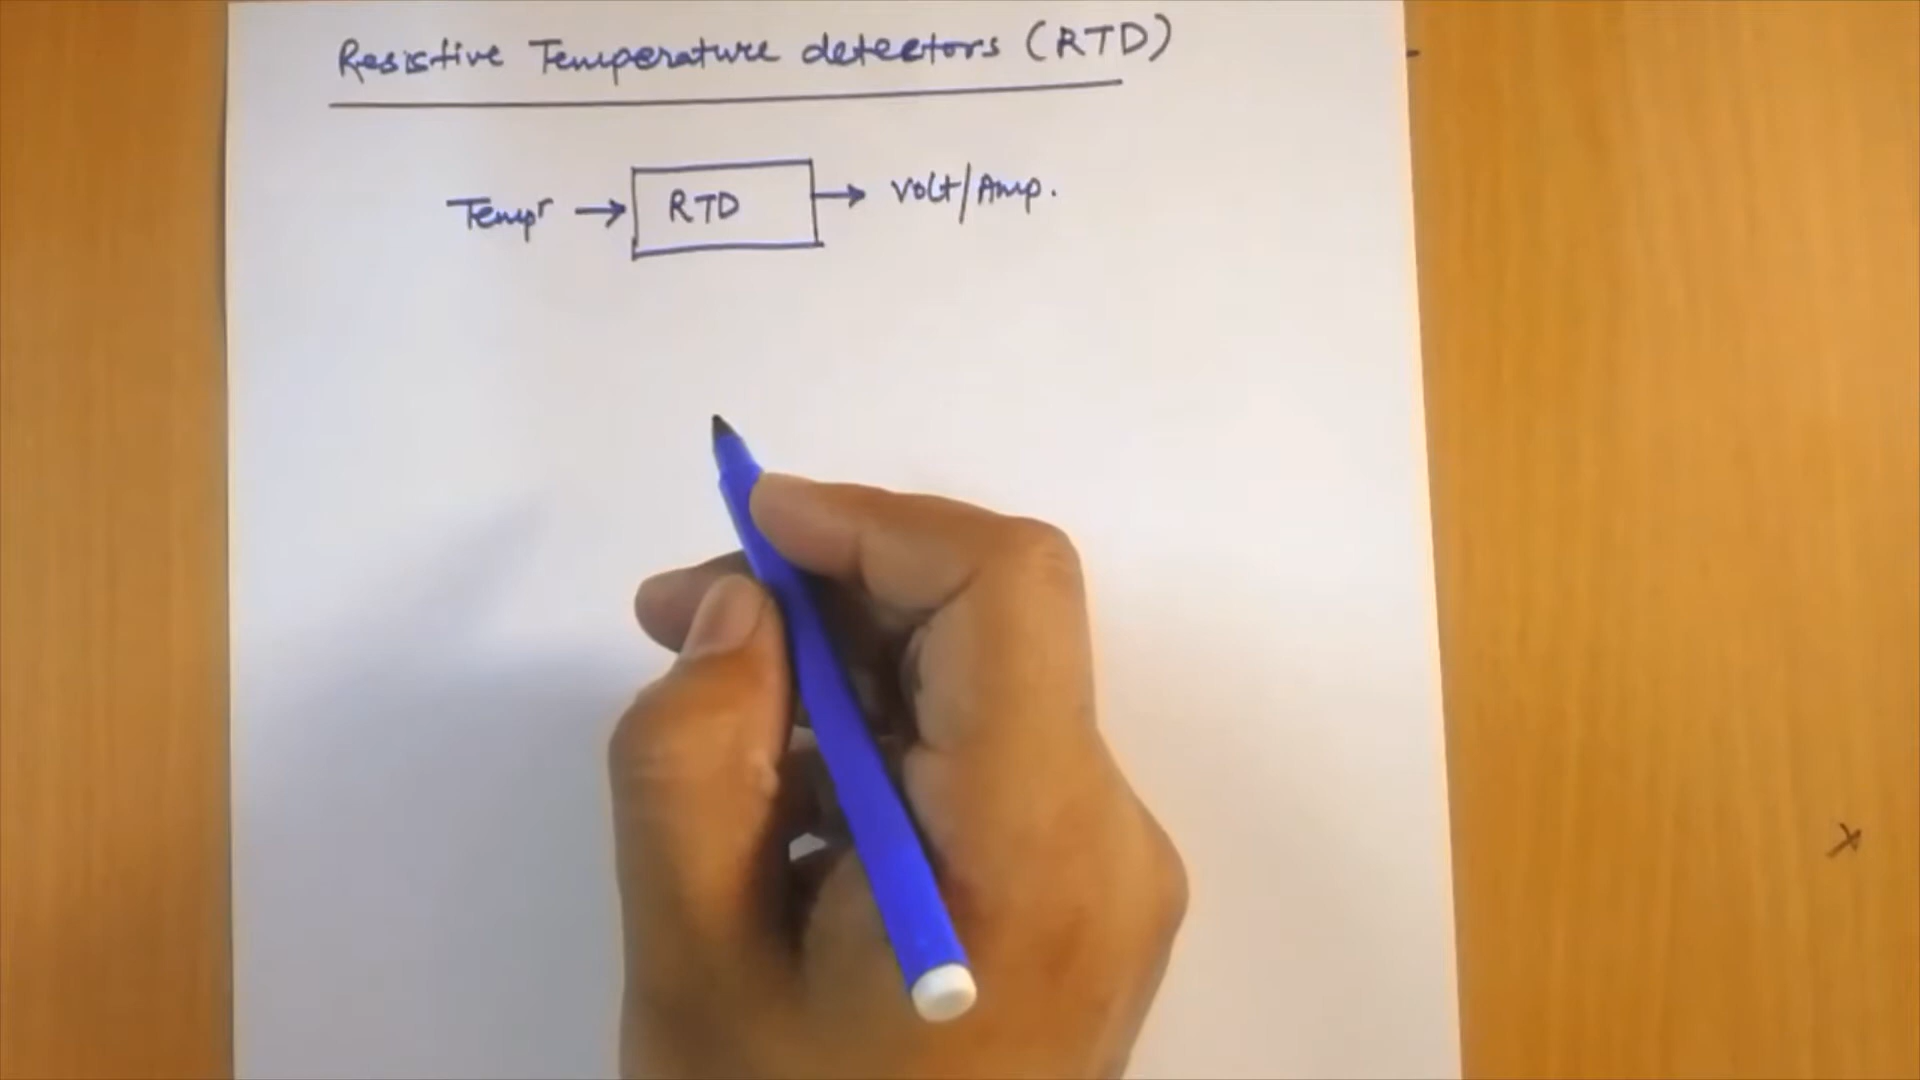 Resistive Temperature detectors (RTD)
Tempr → RTD → Volt/Amp.
x